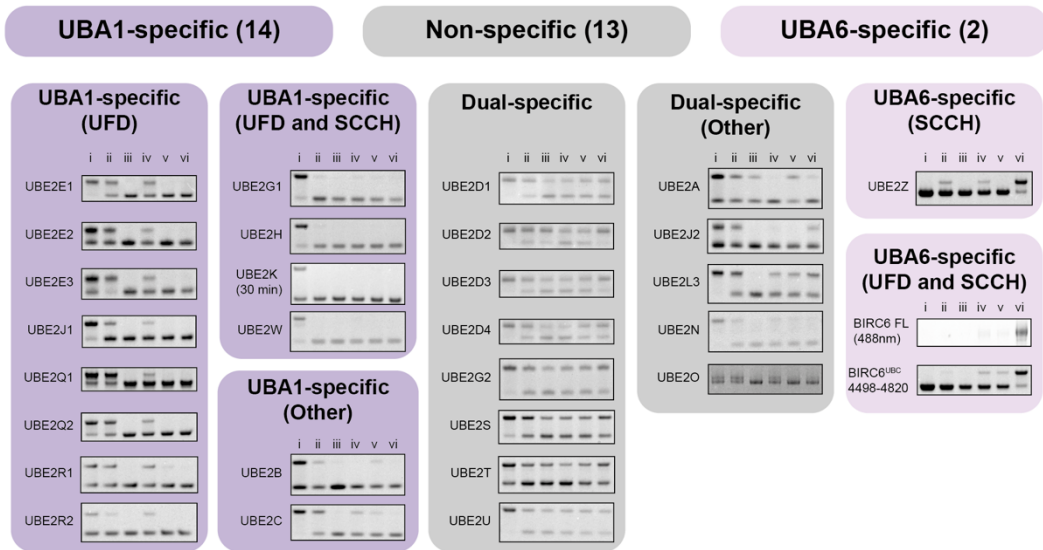 UBA1-specific (14)
Non-specific (13)
UBA6-specific (2)
UBA1-specific
(UFD)
i ii iii iv v vi
UBE2E1
UBE2E2
UBE2E3
UBE2J1
UBE2Q1
UBE2Q2
UBE2R1
UBE2R2
UBA1-specific
(UFD and SCCH)
i ii iii iv v vi
UBE2G1
UBE2H
UBE2K
(30 min)
UBE2W
UBA1-specific
(Other)
i ii iii iv v vi
UBE2B
UBE2C
Dual-specific
i ii iii iv v vi
UBE2D1
UBE2D2
UBE2D3
UBE2D4
UBE2G2
UBE2S
UBE2T
UBE2U
Dual-specific
(Other)
i ii iii iv v vi
UBE2A
UBE2J2
UBE2L3
UBE2N
UBE2O
UBA6-specific
(SCCH)
i ii iii iv v vi
UBE2Z
UBA6-specific
(UFD and SCCH)
i ii iii iv v vi
BIRC6 FL
(488nm)
BIRC6ᵁᴮᶜ
4498-4820